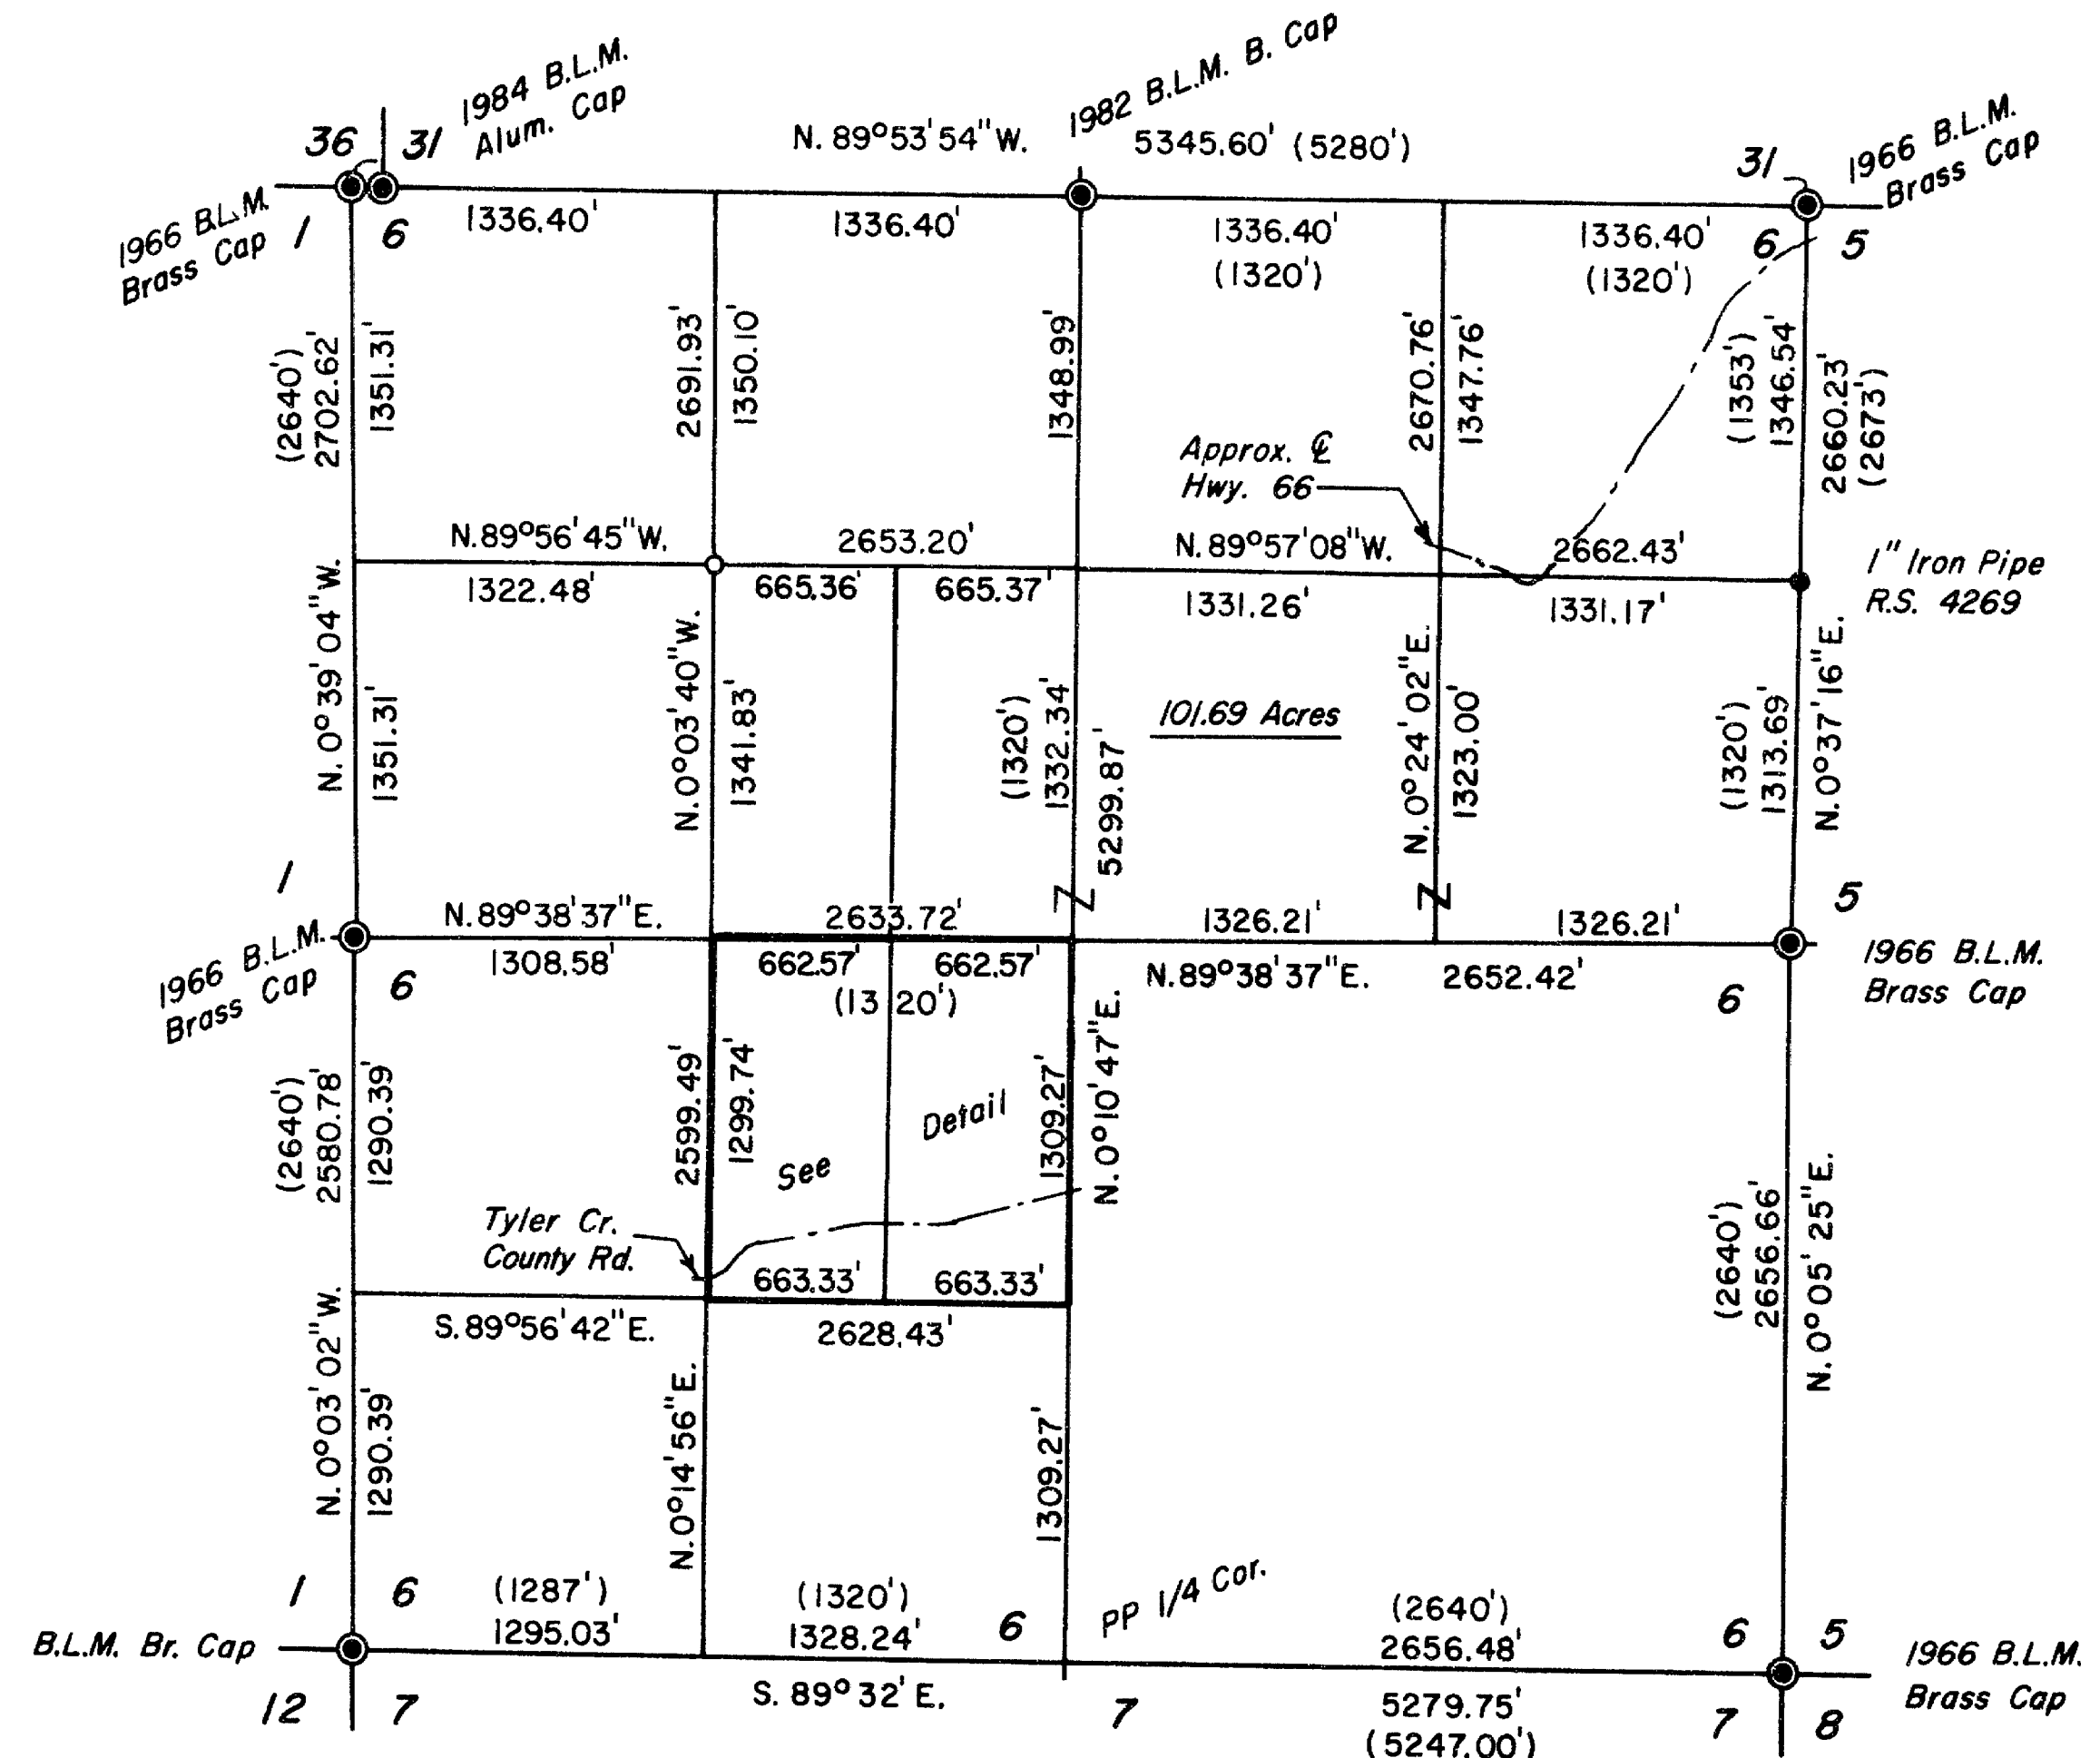 1984 B.L.M.
Alum. Cap
1982 B.L.M. B. Cap
36
31
N. 89°53'54"W.
5345.60' (5280')
31
1966 B.L.M.
Brass Cap
1966 B.L.M.
Brass Cap
1
6
1336.40'
1336.40'
1336.40'
(1320')
1336.40'
(1320')
6
5
(2640')
2702.62'
1351.31'
2691.93'
1350.10'
1348.99'
2670.76'
1347.76'
(1353')
1346.54'
2660.23'
(2673')
Approx. ℄
Hwy. 66
N. 89°56'45"W.
2653.20'
N. 89°57'08"W.
2662.43'
1322.48'
665.36'
665.37'
1331.26'
1331.17'
1" Iron Pipe
R.S. 4269
N. 0°39'04"W.
1351.31'
N. 0°03'40"W.
1341.83'
(1320')
1332.34'
5299.87'
101.69 Acres
N. 0°24'02"E.
1323.00'
(1320')
1313.69'
N. 0°37'16"E.
1
N. 89°38'37"E.
2633.72'
1326.21'
1326.21'
5
1966 B.L.M.
Brass Cap
6
1308.58'
662.57'
662.57'
(1320')
N. 89°38'37"E.
2652.42'
6
1966 B.L.M.
Brass Cap
(2640')
2580.78'
1290.39'
2599.49'
1299.74'
See
Detail
1309.27'
N. 0°10'47"E.
(2640')
2656.66'
N. 0°05'25"E.
Tyler Cr.
County Rd.
663.33'
663.33'
S. 89°56'42"E.
2628.43'
N. 0°03'02"W.
1290.39'
N. 0°14'56"E.
1309.27'
1
6
(1287')
1295.03'
(1320')
1328.24'
6
PP 1/4 Cor.
(2640')
2656.48'
6
5
B.L.M. Br. Cap
1966 B.L.M.
Brass Cap
12
7
S. 89°32'E.
7
5279.75'
(5247.00')
7
8